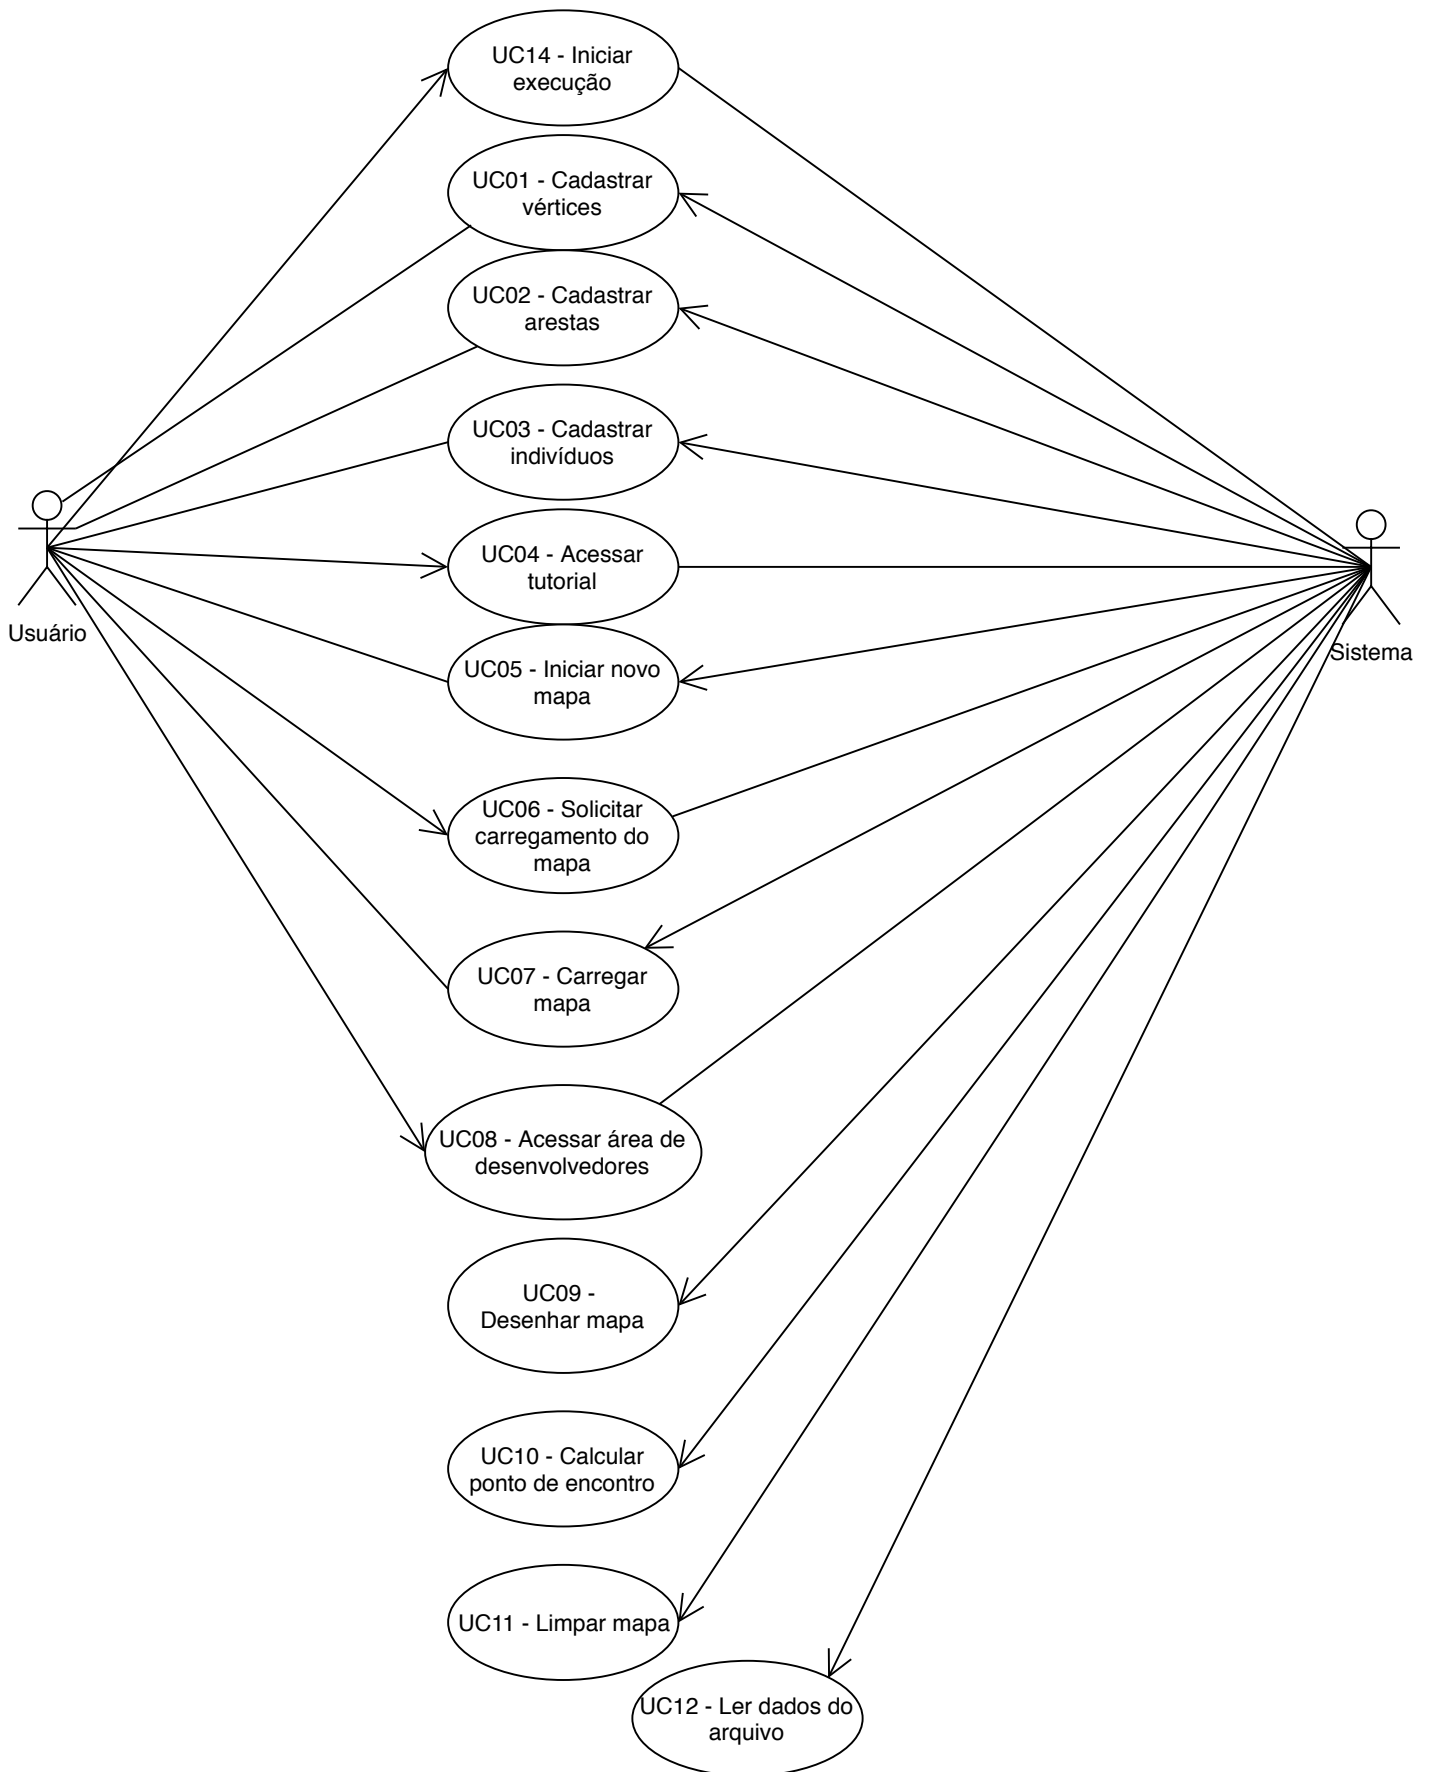 UC14 - Iniciar
execução
UC01 - Cadastrar
vértices
UC02 - Cadastrar
arestas
UC03 - Cadastrar
indivíduos
UC04 - Acessar
tutorial
Usuário
Sistema
UC05 - Iniciar novo
mapa
UC06 - Solicitar
carregamento do
mapa
UC07 - Carregar
mapa
UC08 - Acessar área de
desenvolvedores
UC09 -
Desenhar mapa
UC10 - Calcular
ponto de encontro
UC11 - Limpar mapa
UC12 - Ler dados do
arquivo